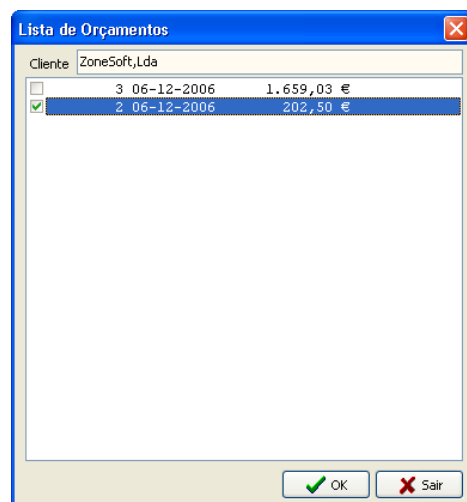 Lista de Orçamentos
Cliente ZoneSoft,Lda
3 06-12-2006 1.659,03 €
2 06-12-2006 202,50 €
OK Sair